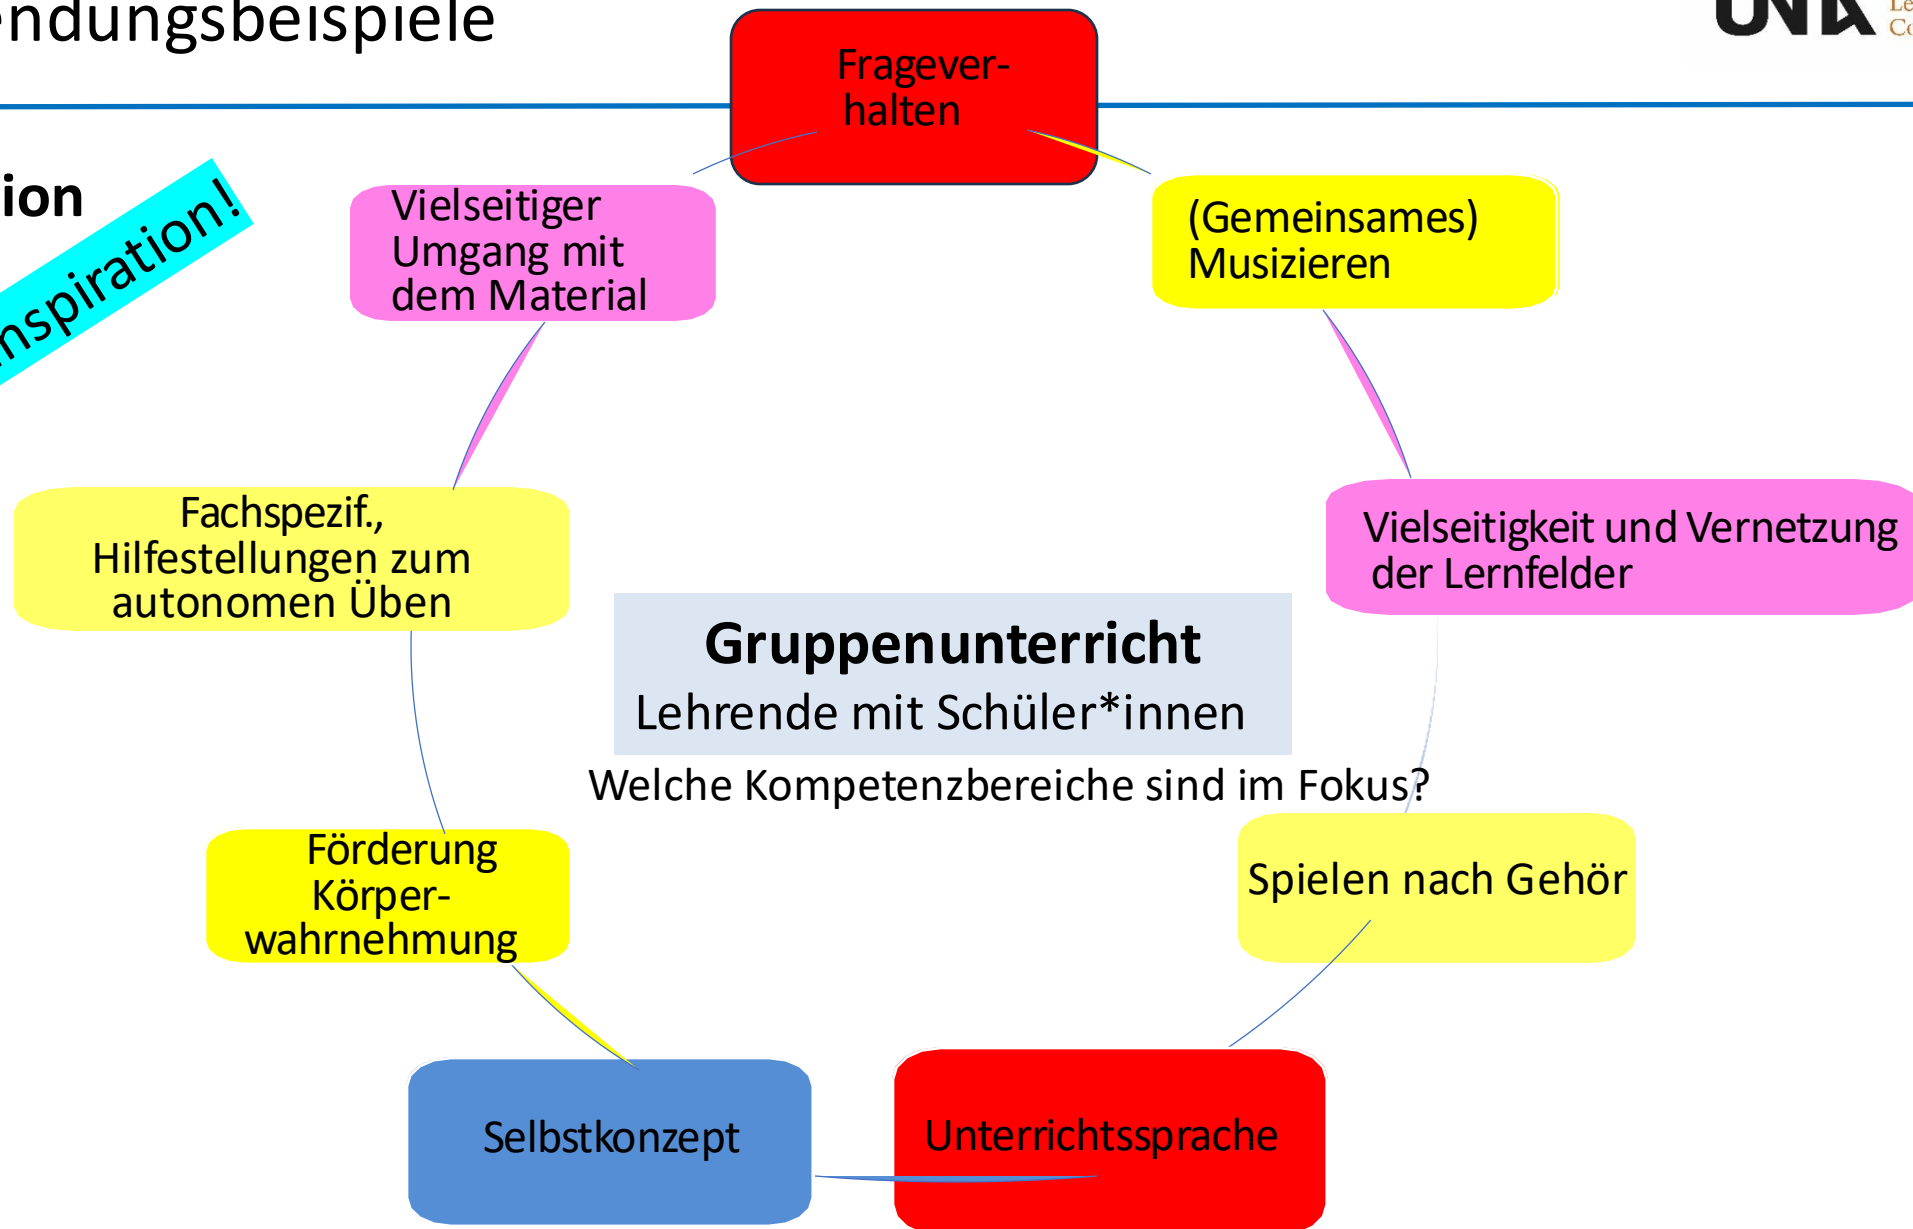 endungsbeispiele
Fragever-
halten
ion
nspiration!
Vielseitiger
Umgang mit
dem Material
(Gemeinsames)
Musizieren
Fachspezif.,
Hilfestellungen zum
autonomen Üben
Vielseitigkeit und Vernetzung
der Lernfelder
Gruppenunterricht
Lehrende mit Schüler*innen
Welche Kompetenzbereiche sind im Fokus?
Förderung
Körper-
wahrnehmung
Spielen nach Gehör
Selbstkonzept
Unterrichtssprache